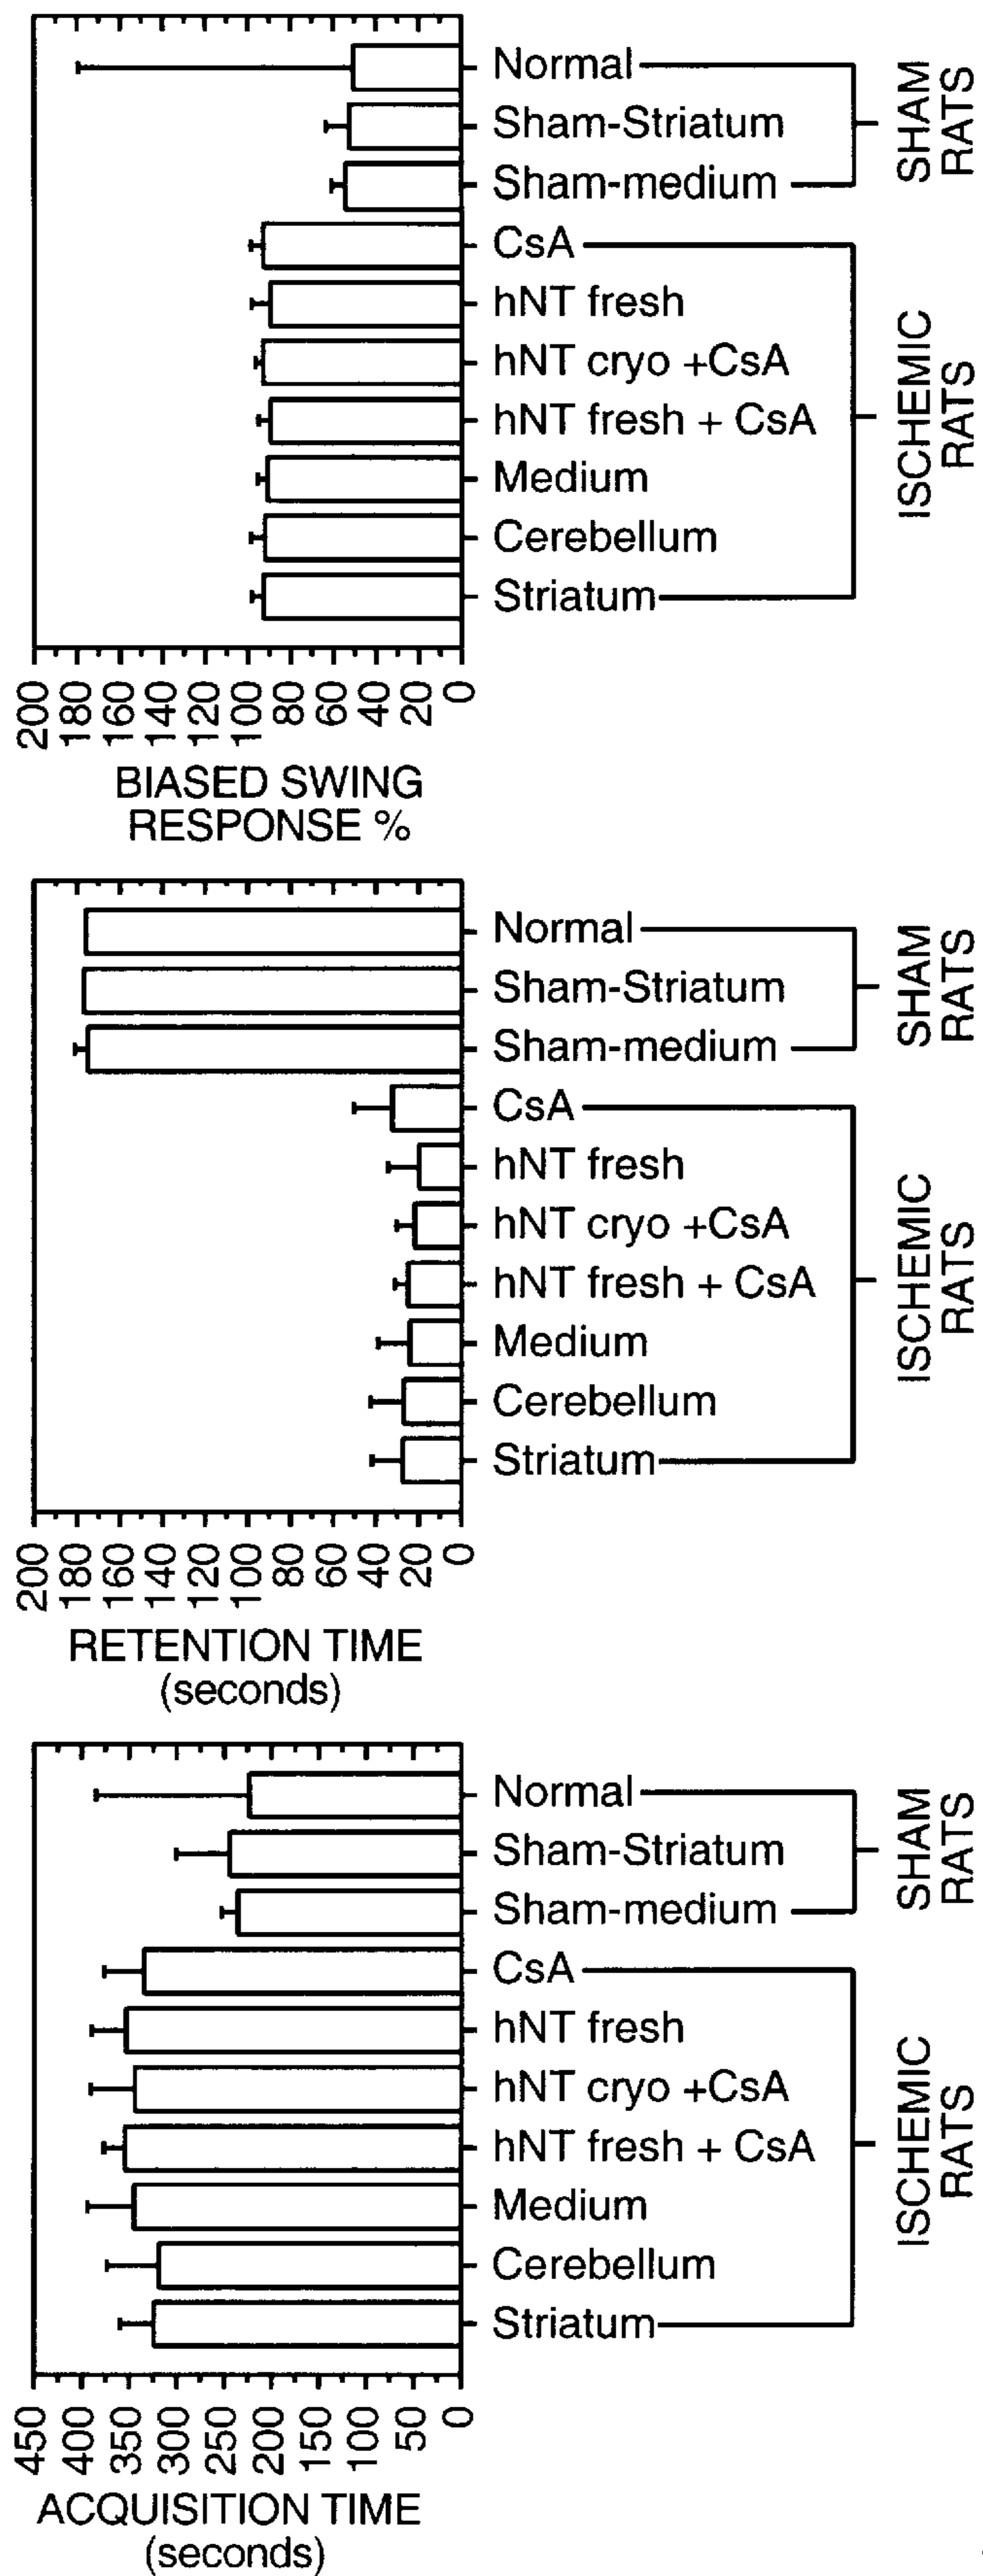 Normal
Sham-Striatum
Sham-medium
CsA
hNT fresh
hNT cryo +CsA
hNT fresh + CsA
Medium
Cerebellum
Striatum
SHAM
RATS
ISCHEMIC
RATS
200
180
160
140
120
100
80
60
40
20
0
BIASED SWING
RESPONSE %
Normal
Sham-Striatum
Sham-medium
CsA
hNT fresh
hNT cryo +CsA
hNT fresh + CsA
Medium
Cerebellum
Striatum
SHAM
RATS
ISCHEMIC
RATS
200
180
160
140
120
100
80
60
40
20
0
RETENTION TIME
(seconds)
Normal
Sham-Striatum
Sham-medium
CsA
hNT fresh
hNT cryo +CsA
hNT fresh + CsA
Medium
Cerebellum
Striatum
SHAM
RATS
ISCHEMIC
RATS
450
400
350
300
250
200
150
100
50
0
ACQUISITION TIME
(seconds)